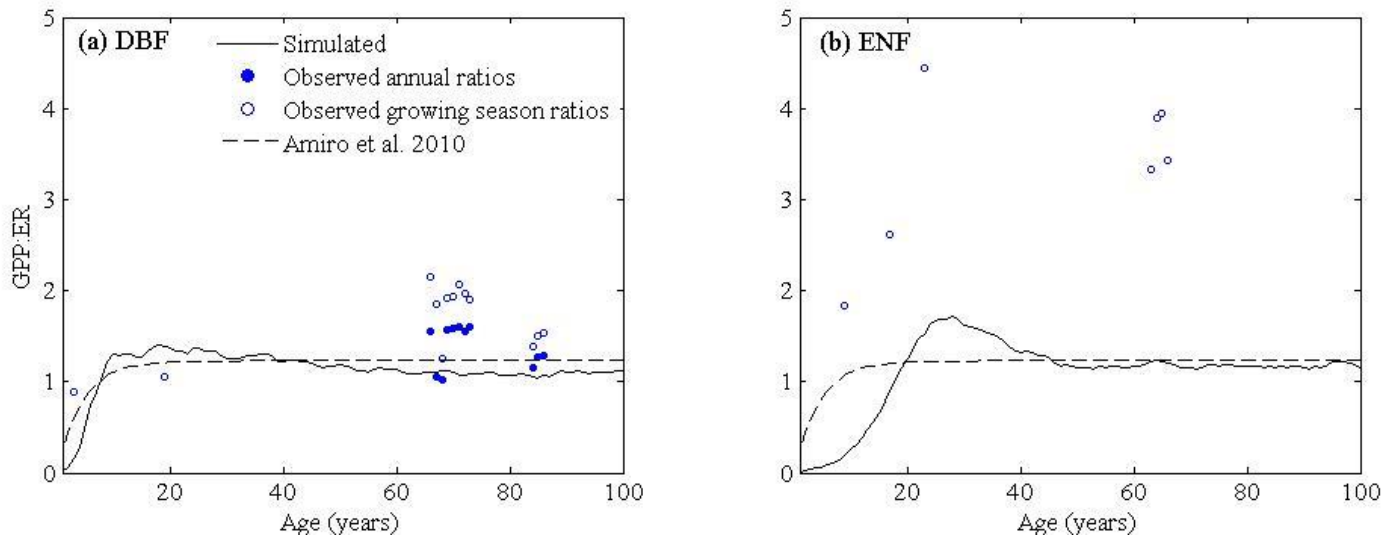 (a) DBF
Simulated
Observed annual ratios
Observed growing season ratios
Amiro et al. 2010
GPP:ER
5
4
3
2
1
0
20
40
60
80
100
Age (years)
(b) ENF
5
4
3
2
1
0
20
40
60
80
100
Age (years)